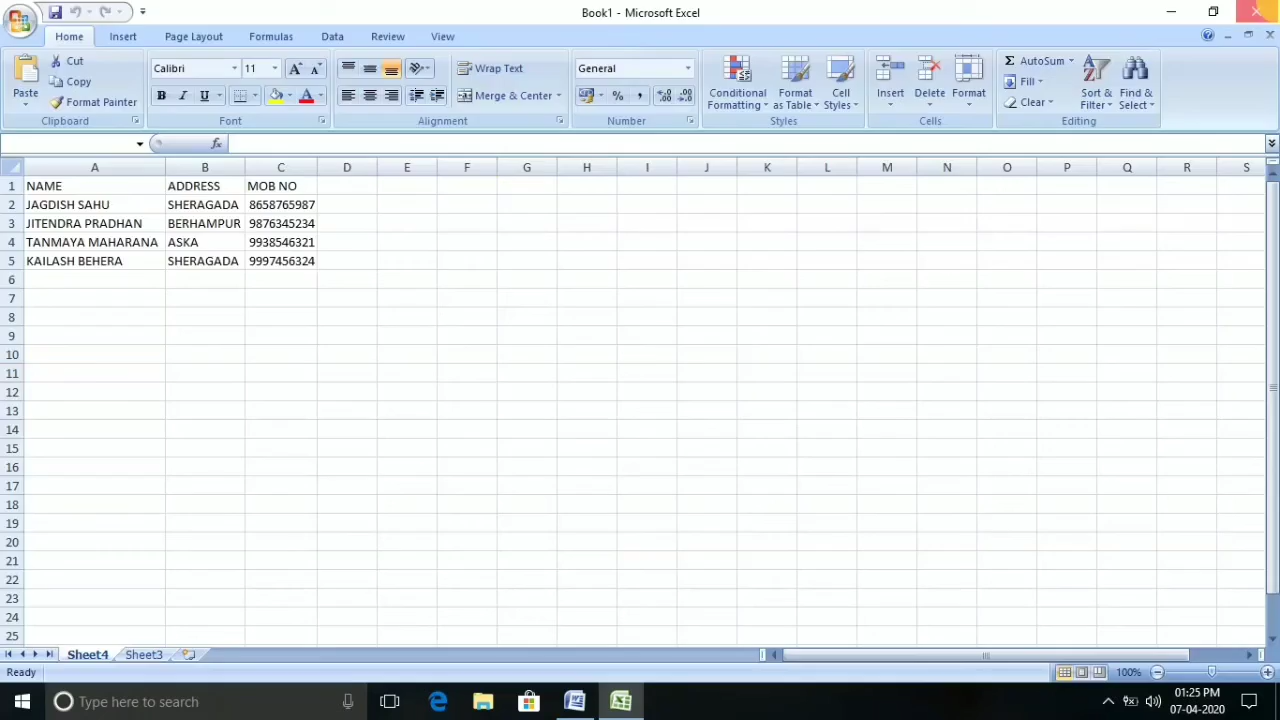 Book1 - Microsoft Excel
Home Insert Page Layout Formulas Data Review View
Paste Cut Copy Format Painter Clipboard
Calibri 11 A A B I U A Font
Wrap Text Merge & Center Alignment
General % , Number
Conditional Formatting Format as Table Cell Styles Styles
Insert Delete Format Cells
Σ AutoSum Fill Clear Sort & Filter Find & Select Editing
fx
A B C D E F G H I J K L M N O P Q R S
1 NAME ADDRESS MOB NO
2 JAGDISH SAHU SHERAGADA 8658765987
3 JITENDRA PRADHAN BERHAMPUR 9876345234
4 TANMAYA MAHARANA ASKA 9938546321
5 KAILASH BEHERA SHERAGADA 9997456324
6
7
8
9
10
11
12
13
14
15
16
17
18
19
20
21
22
23
24
25
Sheet4 Sheet3
Ready 100%
Type here to search 01:25 PM
07-04-2020